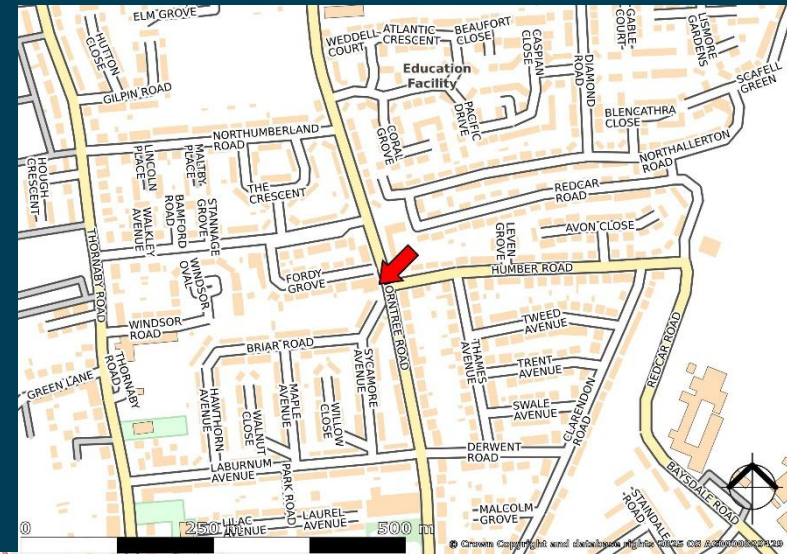 ELM GROVE
HUTTON
CLOSE
GILPIN ROAD
WEDDELL
COURT
ATLANTIC
CRESCENT
BEAUFORT
CLOSE
CASPIAN
CLOSE
Education
Facility
PACIFIC
DRIVE
CORAL
GROVE
DIAMOND
ROAD
GABLE
COURT
LISMORE
GARDENS
SCAFELL
GREEN
BLENCATHRA
CLOSE
NORTHALLERTON
ROAD
NORTHUMBERLAND
ROAD
HOUGH
CRESCENT
LINCOLN
PLACE
MALTBY
PLACE
THE
CRESCENT
WALKLEY
AVENUE
BAMFORD
ROAD
STANNAGE
GROVE
REDCAR
ROAD
LEVEN
GROVE
AVON CLOSE
HUMBER ROAD
THORNABY ROAD
WINDSOR
OVAL
FORDY
GROVE
WINDSOR
ROAD
ORNTREE ROAD
BRIAR ROAD
TWEED
AVENUE
TRENT
AVENUE
THAMES
AVENUE
SWALE
AVENUE
CLARENDON
ROAD
REDCAR ROAD
GREEN LANE
THORNABY
ROAD
HAWTHORN
AVENUE
WALNUT
CLOSE
MAPLE
AVENUE
WILLOW
CLOSE
SYCAMORE
AVENUE
LABURNUM
AVENUE
PARK ROAD
DERWENT
ROAD
BAYSDALE ROAD
STAINDALE
ROAD
LILAC
AVENUE
LAUREL
AVENUE
MALCOLM
GROVE
0 250 500 m
© Crown Copyright and database rights 2025 OS